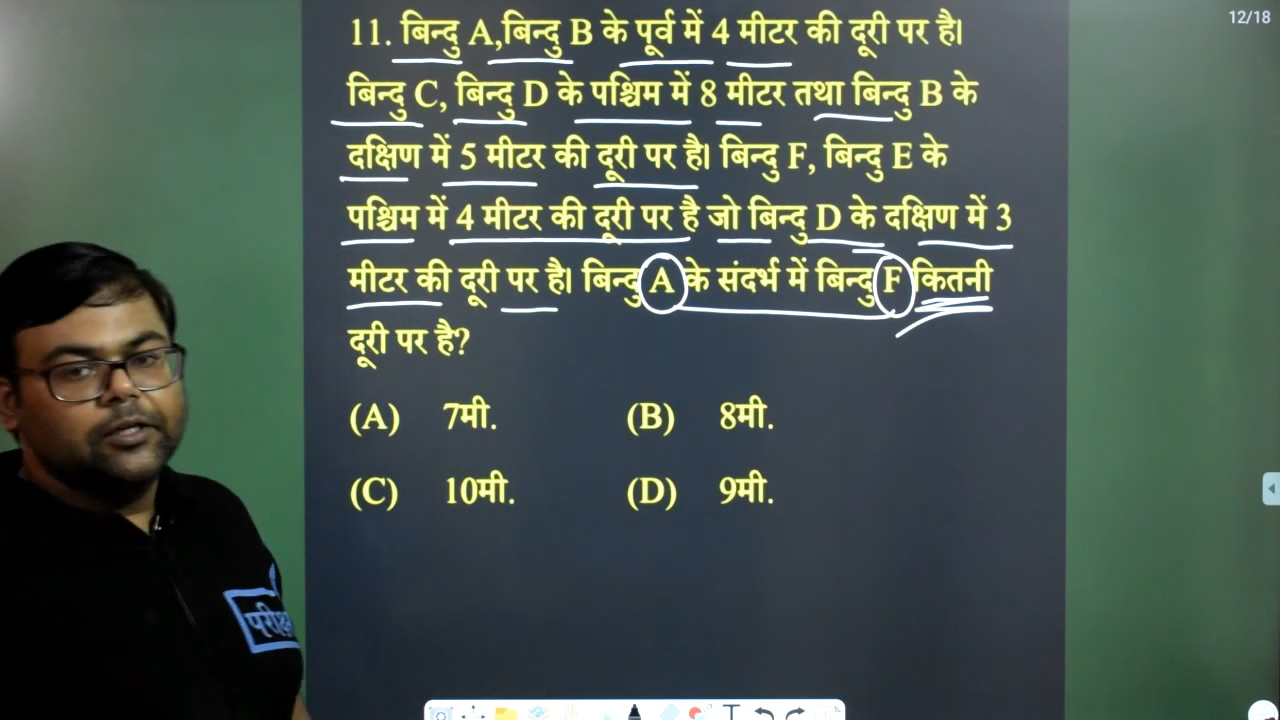 12/18
11. बिन्दु A,बिन्दु B के पूर्व में 4 मीटर की दूरी पर है।
बिन्दु C, बिन्दु D के पश्चिम में 8 मीटर तथा बिन्दु B के
दक्षिण में 5 मीटर की दूरी पर है। बिन्दु F, बिन्दु E के
पश्चिम में 4 मीटर की दूरी पर है जो बिन्दु D के दक्षिण में 3
मीटर की दूरी पर है। बिन्दु A के संदर्भ में बिन्दु F कितनी
दूरी पर है?
(A) 7मी. (B) 8मी.
(C) 10मी. (D) 9मी.